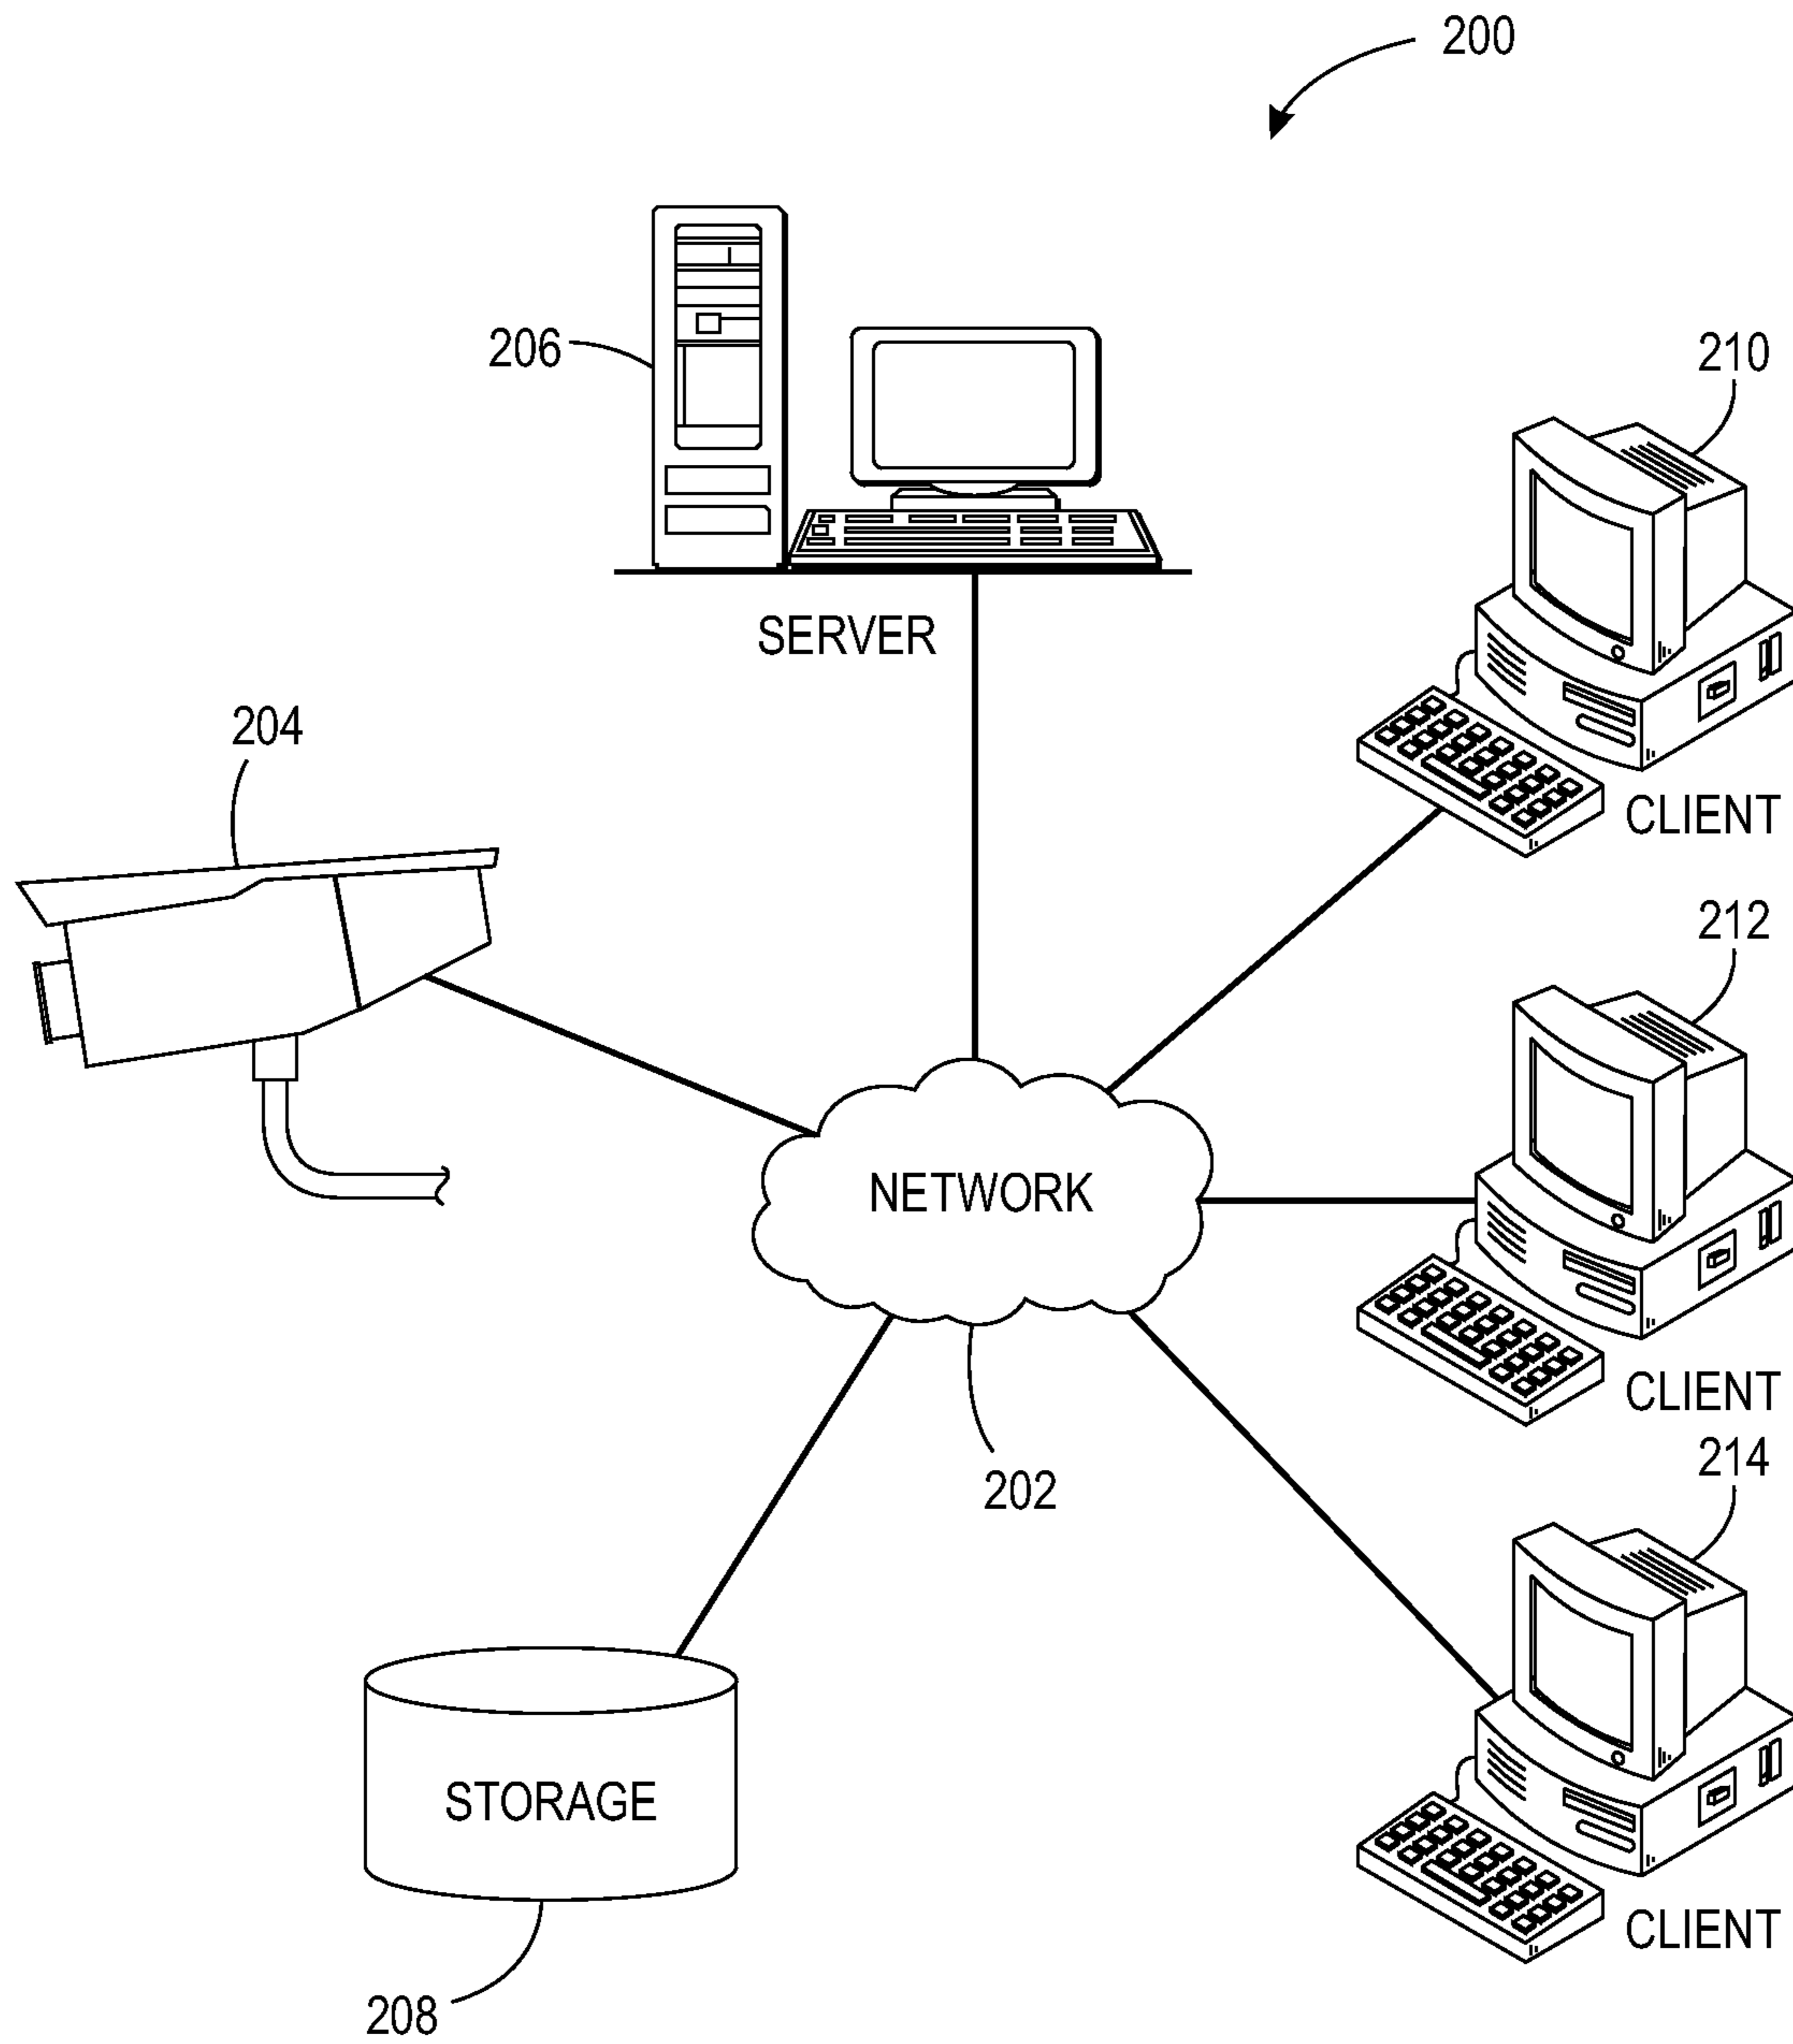 200
206
210
SERVER
204
CLIENT
212
NETWORK
CLIENT
214
202
STORAGE
CLIENT
208